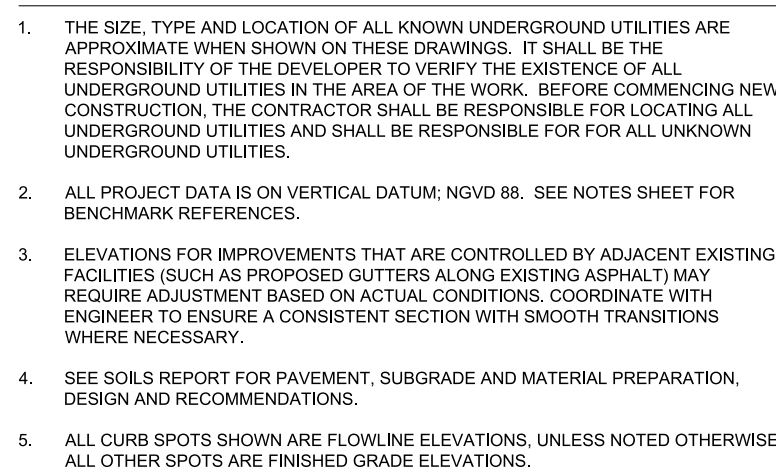 1. THE SIZE, TYPE AND LOCATION OF ALL KNOWN UNDERGROUND UTILITIES ARE
APPROXIMATE WHEN SHOWN ON THESE DRAWINGS. IT SHALL BE THE
RESPONSIBILITY OF THE DEVELOPER TO VERIFY THE EXISTENCE OF ALL
UNDERGROUND UTILITIES IN THE AREA OF THE WORK. BEFORE COMMENCING NEW
CONSTRUCTION, THE CONTRACTOR SHALL BE RESPONSIBLE FOR LOCATING ALL
UNDERGROUND UTILITIES AND SHALL BE RESPONSIBLE FOR FOR ALL UNKNOWN
UNDERGROUND UTILITIES.
2. ALL PROJECT DATA IS ON VERTICAL DATUM; NGVD 88. SEE NOTES SHEET FOR
BENCHMARK REFERENCES.
3. ELEVATIONS FOR IMPROVEMENTS THAT ARE CONTROLLED BY ADJACENT EXISTING
FACILITIES (SUCH AS PROPOSED GUTTERS ALONG EXISTING ASPHALT) MAY
REQUIRE ADJUSTMENT BASED ON ACTUAL CONDITIONS. COORDINATE WITH
ENGINEER TO ENSURE A CONSISTENT SECTION WITH SMOOTH TRANSITIONS
WHERE NECESSARY.
4. SEE SOILS REPORT FOR PAVEMENT, SUBGRADE AND MATERIAL PREPARATION,
DESIGN AND RECOMMENDATIONS.
5. ALL CURB SPOTS SHOWN ARE FLOWLINE ELEVATIONS, UNLESS NOTED OTHERWISE
ALL OTHER SPOTS ARE FINISHED GRADE ELEVATIONS.